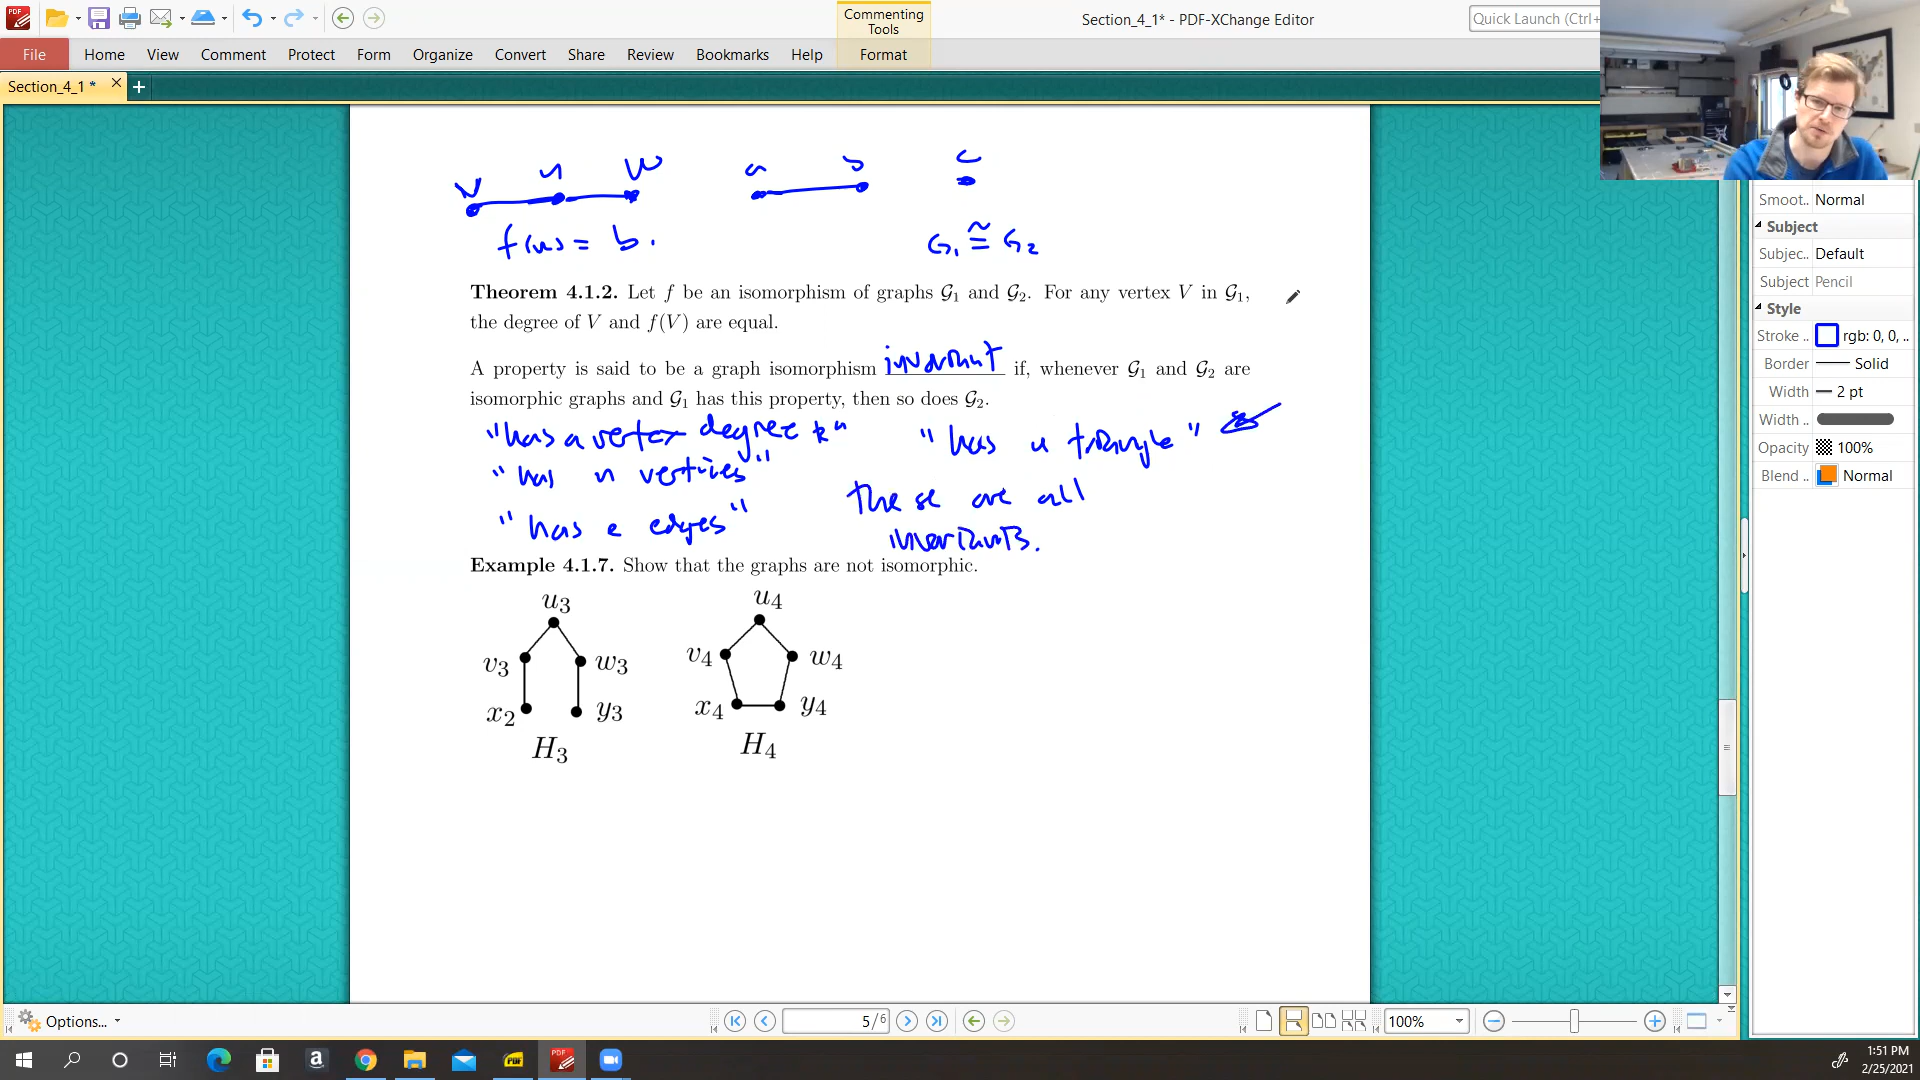 Commenting
Tools
Section_4_1* - PDF-XChange Editor
Quick Launch (Ctrl+
File Home View Comment Protect Form Organize Convert Share Review Bookmarks Help Format
Section_4_1 *
v u w a b c
f(u) = b.
G₁ ≅ G₂
Theorem 4.1.2. Let f be an isomorphism of graphs 𝒢₁ and 𝒢₂. For any vertex V in 𝒢₁,
the degree of V and f(V) are equal.
A property is said to be a graph isomorphism invariant if, whenever 𝒢₁ and 𝒢₂ are
isomorphic graphs and 𝒢₁ has this property, then so does 𝒢₂.
"has a vertex degree k"
"has a triangle"
"has n vertices"
"has e edges"
These are all
invariants.
Example 4.1.7. Show that the graphs are not isomorphic.
u₃ u₄
v₃ w₃ v₄ w₄
x₂ y₃ x₄ y₄
H₃ H₄
Smoot.. Normal
Subject
Subjec.. Default
Subject Pencil
Style
Stroke .. rgb: 0, 0, ..
Border Solid
Width 2 pt
Width ..
Opacity 100%
Blend .. Normal
Options...
5/6
100%
1:51 PM
2/25/2021